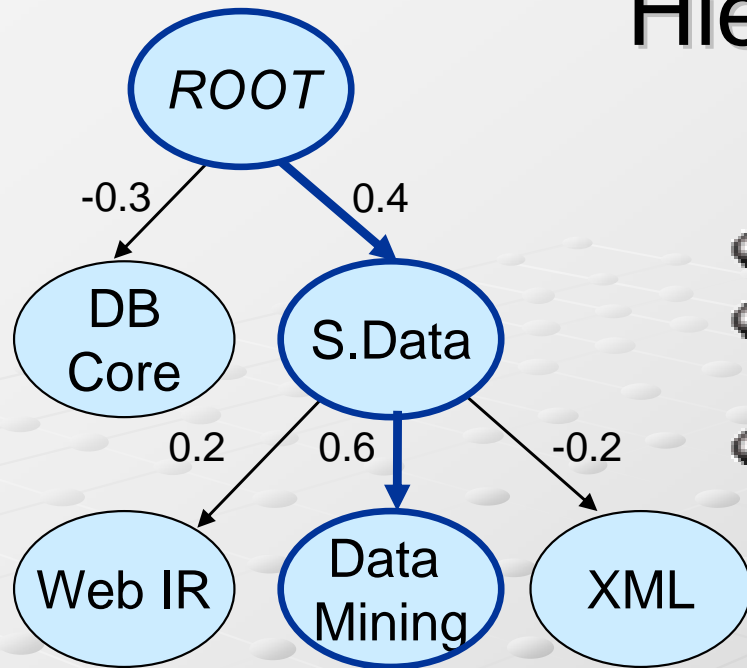 Hie
ROOT
-0.3
0.4
DB
Core
S.Data
0.2
0.6
-0.2
Web IR
Data
Mining
XML